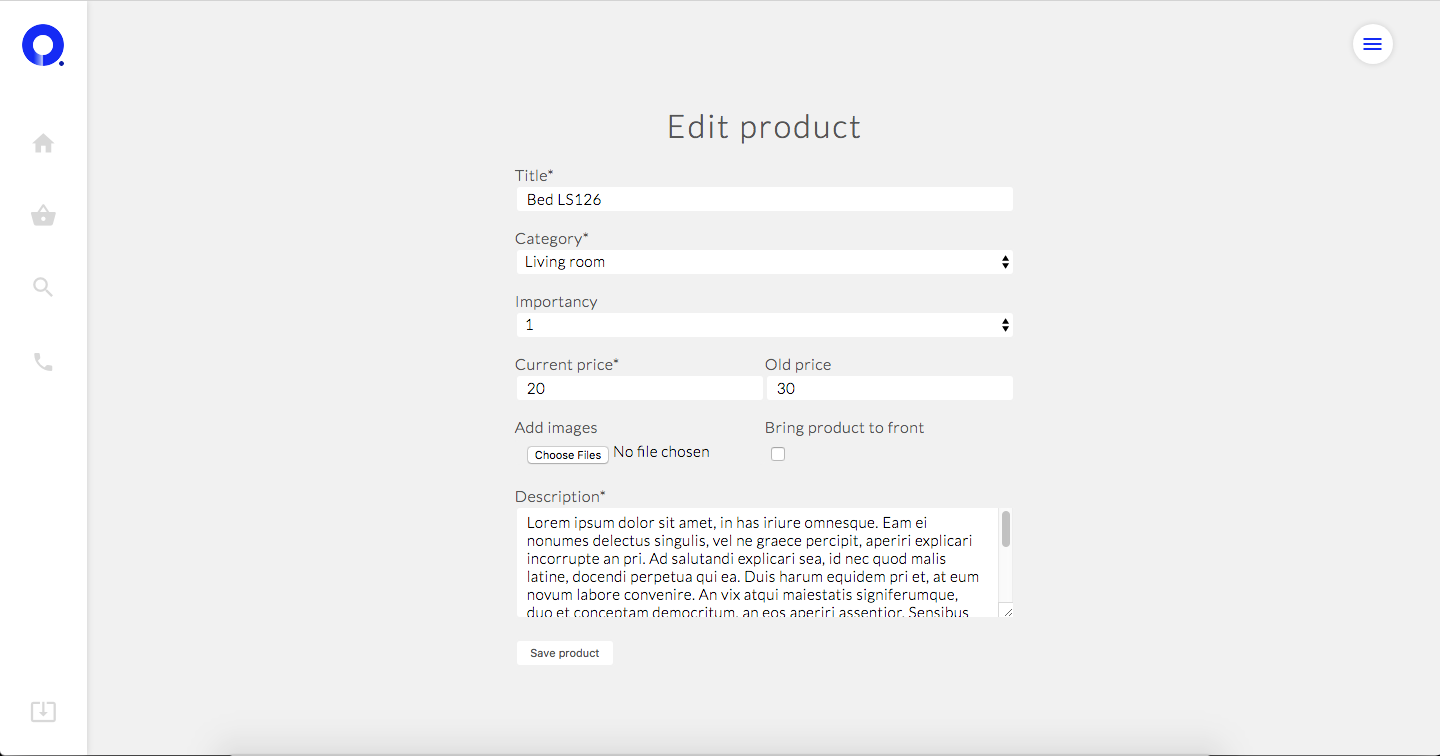 Edit product
Title*
Bed LS126
Category*
Living room
Importancy
1
Current price* Old price
20 30
Add images Bring product to front
Choose Files No file chosen
Description*
Lorem ipsum dolor sit amet, in has iriure omnesque. Eam ei
nonumes delectus singulis, vel ne graece percipit, aperiri explicari
incorrupte an pri. Ad salutandi explicari sea, id nec quod malis
latine, docendi perpetua qui ea. Duis harum equidem pri et, at eum
novum labore convenire. An vix atqui maiestatis signiferumque,
duo et conceptam democritum, an eos aperiri assentior. Sensibus
Save product